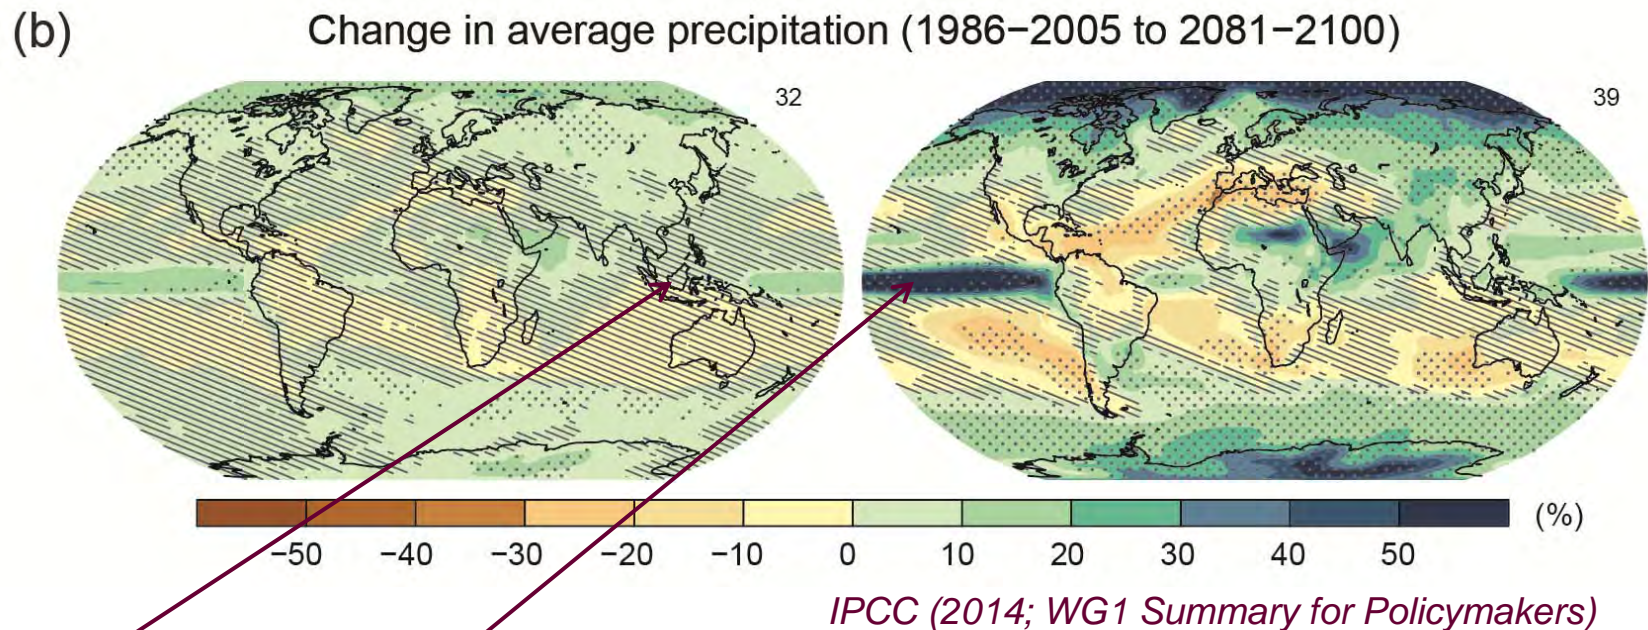 (b) Change in average precipitation (1986−2005 to 2081−2100)
32
39
(%)
−50 −40 −30 −20 −10 0 10 20 30 40 50
IPCC (2014; WG1 Summary for Policymakers)